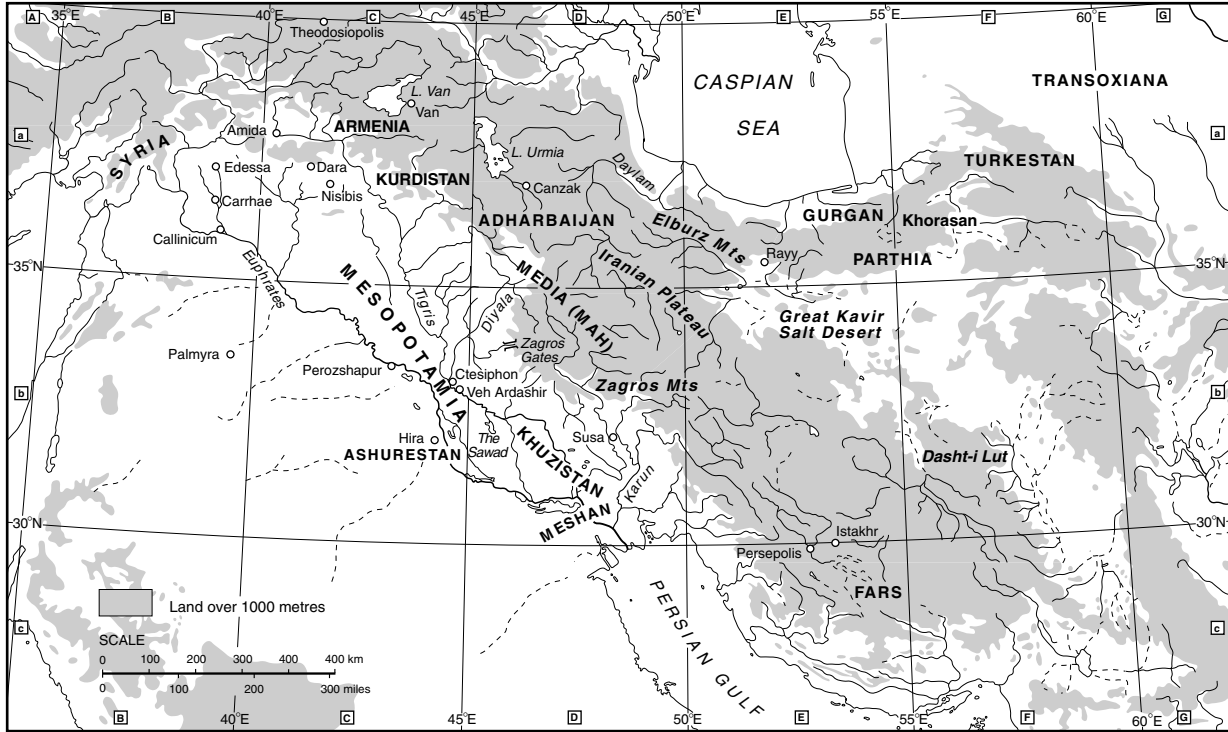 A 35°E B 40°E C 45°E D 50°E E 55°E F 60°E G
Theodosiopolis
CASPIAN
SEA
TRANSOXIANA
L. Van
Van
a
Amida
ARMENIA
a
SYRIA
L. Urmia
Daylam
TURKESTAN
Edessa
Dara
KURDISTAN
Nisibis
Canzak
Carrhae
ADHARBAIJAN
Elburz Mts
GURGAN
Khorasan
Callinicum
Rayy
PARTHIA
35°N
35°N
Euphrates
MESOPOTAMIA
Tigris
Diyala
MEDIA (MAH)
Iranian Plateau
Great Kavir
Salt Desert
Palmyra
Perozshapur
Zagros
Gates
Ctesiphon
Veh Ardashir
Zagros Mts
b
b
Hira
The
Sawad
ASHURESTAN
KHUZISTAN
Susa
Karun
Dasht-i Lut
30°N
30°N
MESHAN
Istakhr
Persepolis
FARS
PERSIAN GULF
Land over 1000 metres
c
c
SCALE
0 100 200 300 400 km
0 100 200 300 miles
B 40°E C 45°E D 50°E E 55°E F 60°E G